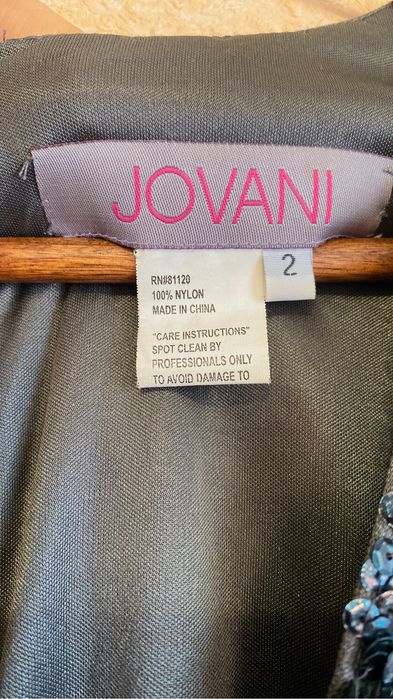 JOVANI
2
RN#81120
100% NYLON
MADE IN CHINA
"CARE INSTRUCTIONS"
SPOT CLEAN BY
PROFESSIONALS ONLY
TO AVOID DAMAGE TO